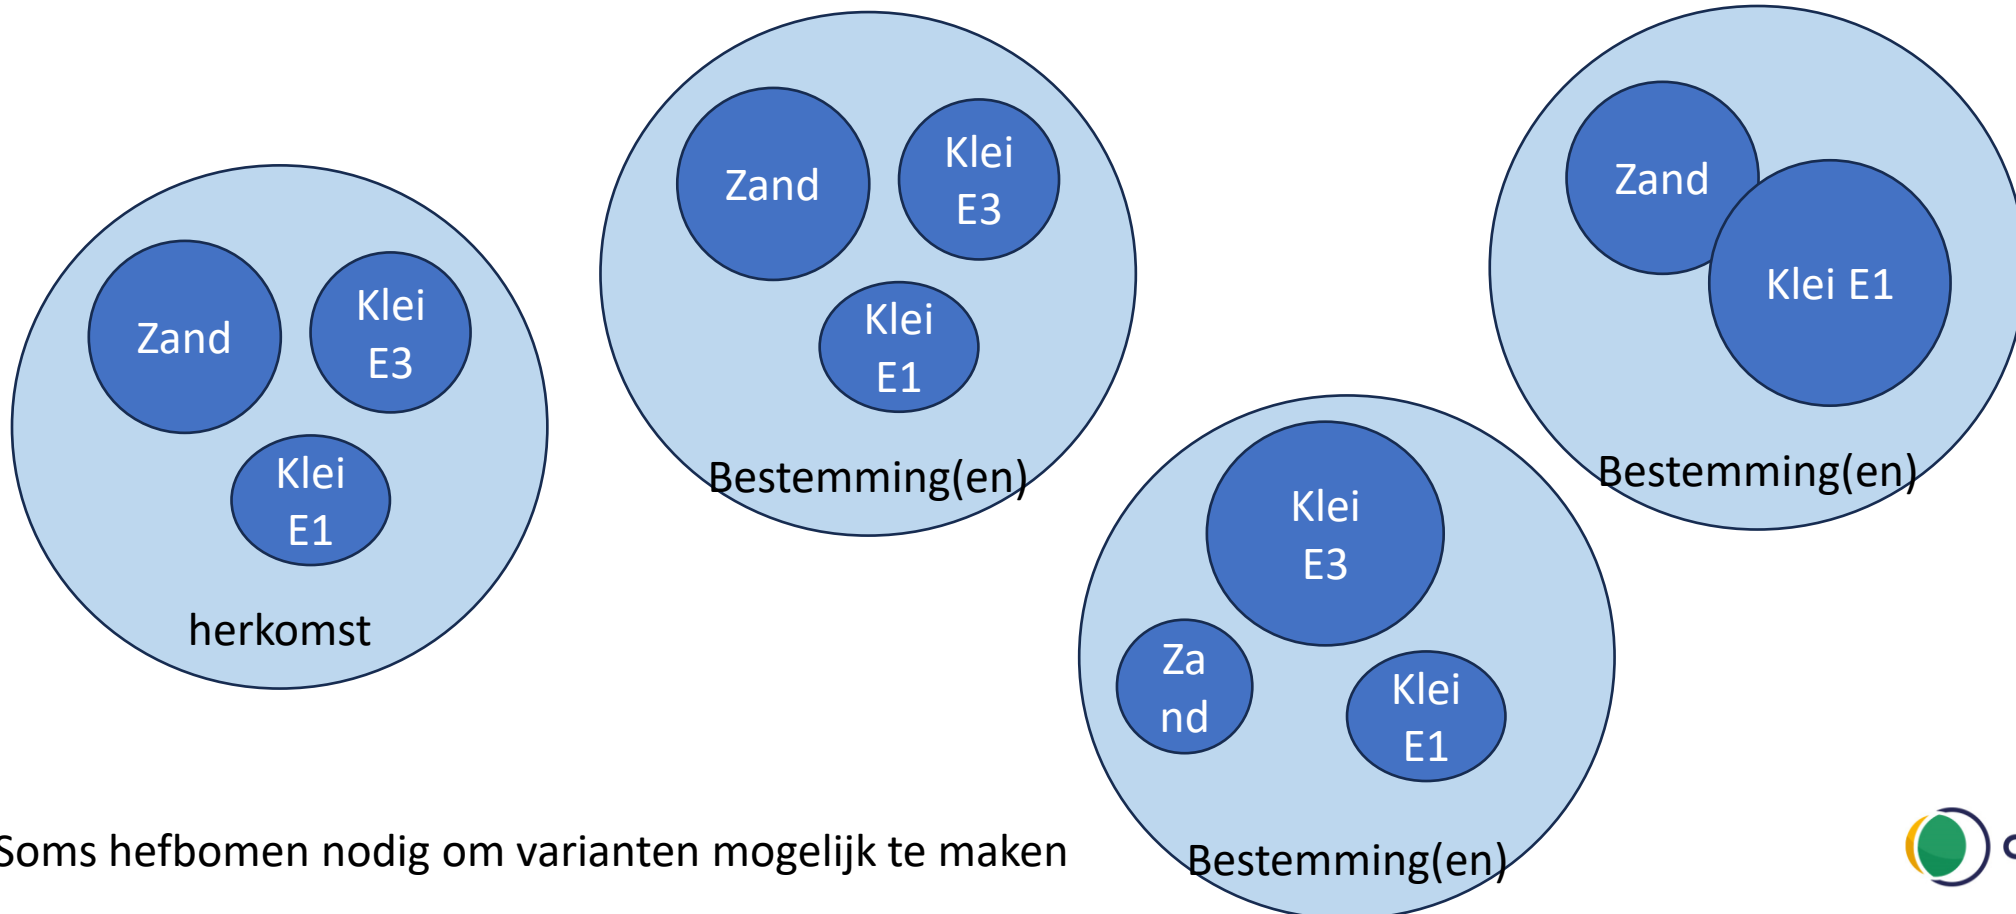 Zand
Klei
E3
Klei
E1
herkomst
Zand
Klei
E3
Klei
E1
Bestemming(en)
Klei
E3
Za
nd
Klei
E1
Bestemming(en)
Zand
Klei E1
Bestemming(en)
Soms hefbomen nodig om varianten mogelijk te maken